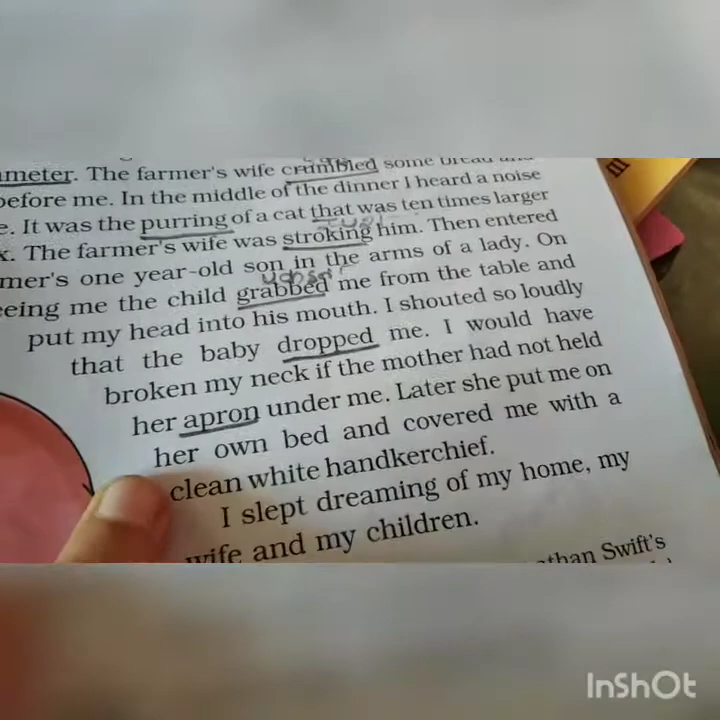 ameter. The farmer's wife crumbled some bread and
before me. In the middle of the dinner I heard a noise
e. It was the purring of a cat that was ten times larger
x. The farmer's wife was stroking him. Then entered
mer's one year-old son in the arms of a lady. On
eeing me the child grabbed me from the table and
put my head into his mouth. I shouted so loudly
that the baby dropped me. I would have
broken my neck if the mother had not held
her apron under me. Later she put me on
her own bed and covered me with a
clean white handkerchief.
I slept dreaming of my home, my
wife and my children.
athan Swift's
InShOt